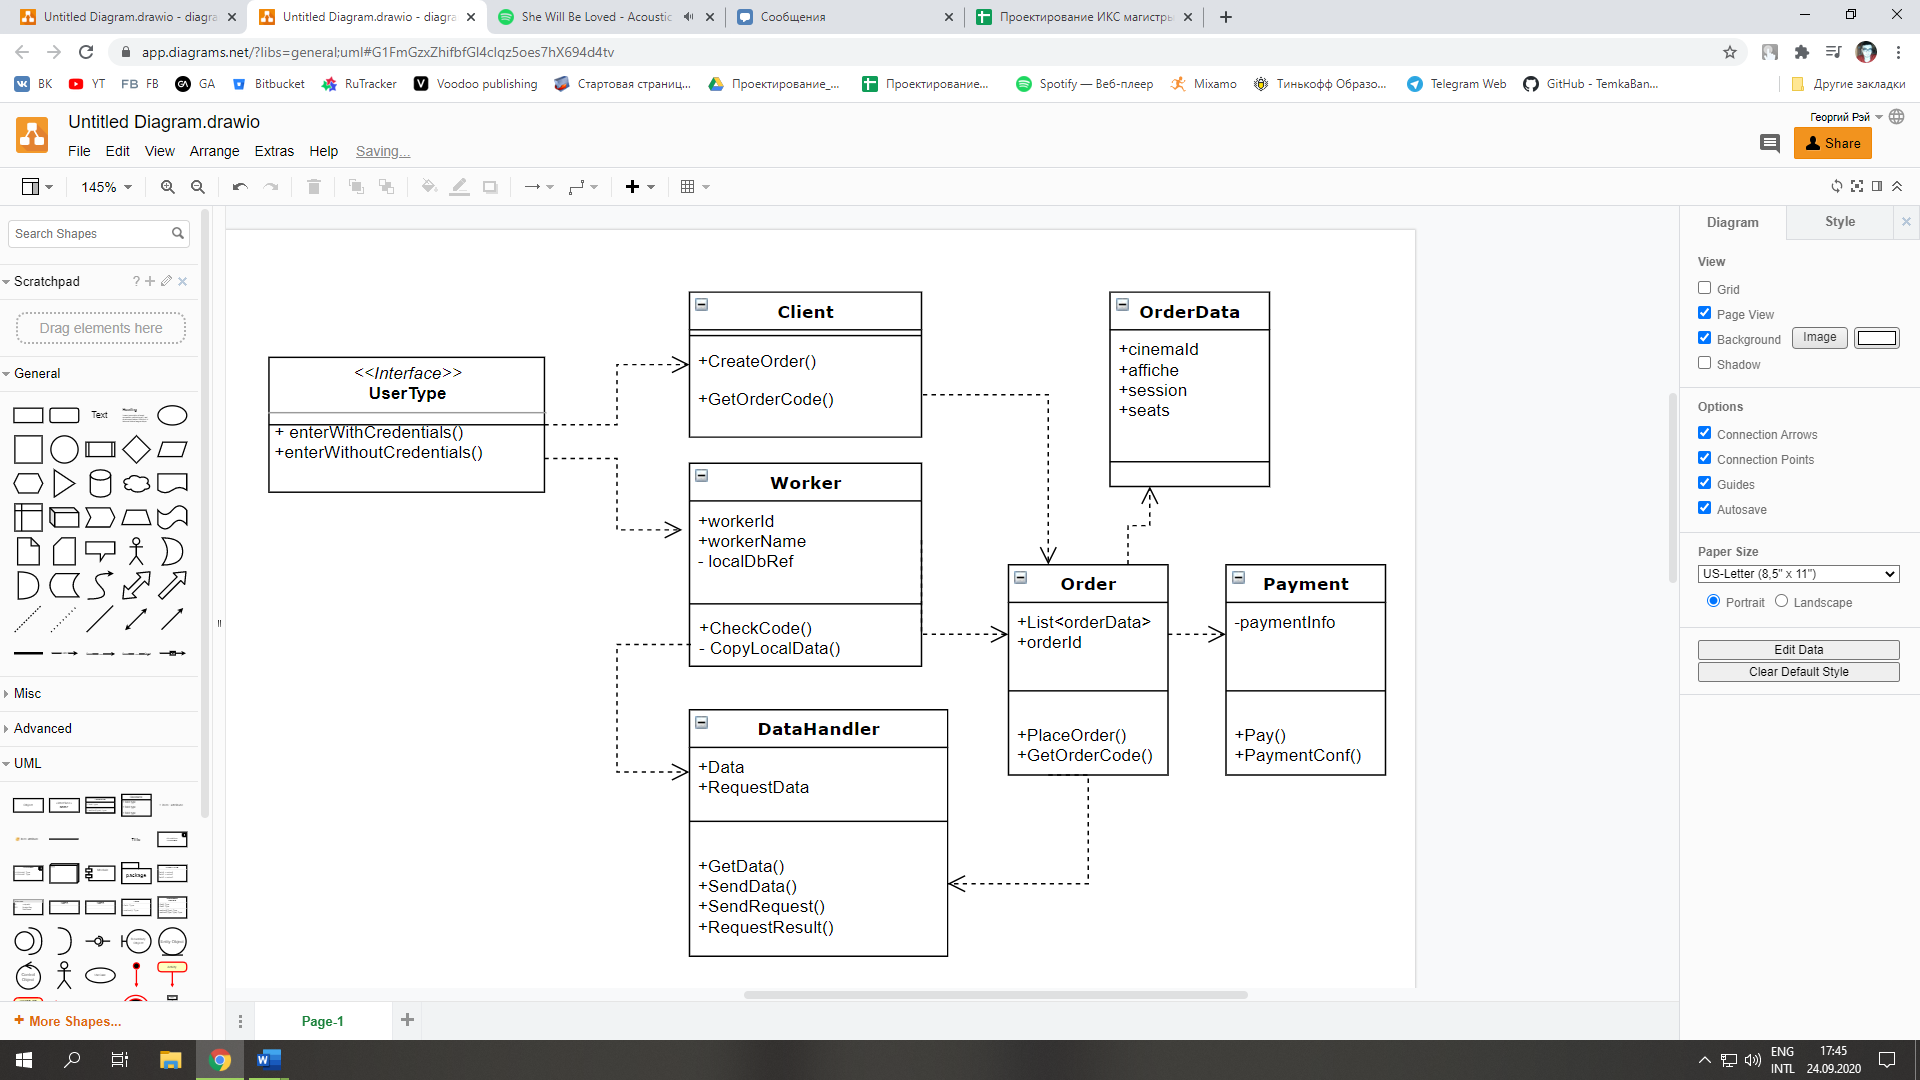 Untitled Diagram.drawio - diagra
Untitled Diagram.drawio - diagra
She Will Be Loved - Acoustic
Сообщения
Проектирование ИКС магистры
app.diagrams.net/?libs=general;uml#G1FmGzxZhifbfGl4clqz5oes7hX694d4tv
ВК
YT
FB FB
GA
Bitbucket
RuTracker
Voodoo publishing
Стартовая страниц...
Проектирование_...
Проектирование...
Spotify — Веб-плеер
Mixamo
Тинькофф Образо...
Telegram Web
GitHub - TemkaBan...
Другие закладки
Untitled Diagram.drawio
Георгий Рэй
File Edit View Arrange Extras Help Saving...
Share
145%
Search Shapes
Scratchpad
?
Drag elements here
General
Text
Heading
Misc
Advanced
UML
package
More Shapes...
<<Interface>>
UserType
+ enterWithCredentials()
+enterWithoutCredentials()
Client
+CreateOrder()
+GetOrderCode()
Worker
+workerId
+workerName
- localDbRef
+CheckCode()
- CopyLocalData()
DataHandler
+Data
+RequestData
+GetData()
+SendData()
+SendRequest()
+RequestResult()
OrderData
+cinemaId
+affiche
+session
+seats
Order
+List<orderData>
+orderId
+PlaceOrder()
+GetOrderCode()
Payment
-paymentInfo
+Pay()
+PaymentConf()
Diagram
Style
View
Grid
Page View
Background
Image
Shadow
Options
Connection Arrows
Connection Points
Guides
Autosave
Paper Size
US-Letter (8,5" x 11")
Portrait
Landscape
Edit Data
Clear Default Style
Page-1
ENG
INTL
17:45
24.09.2020